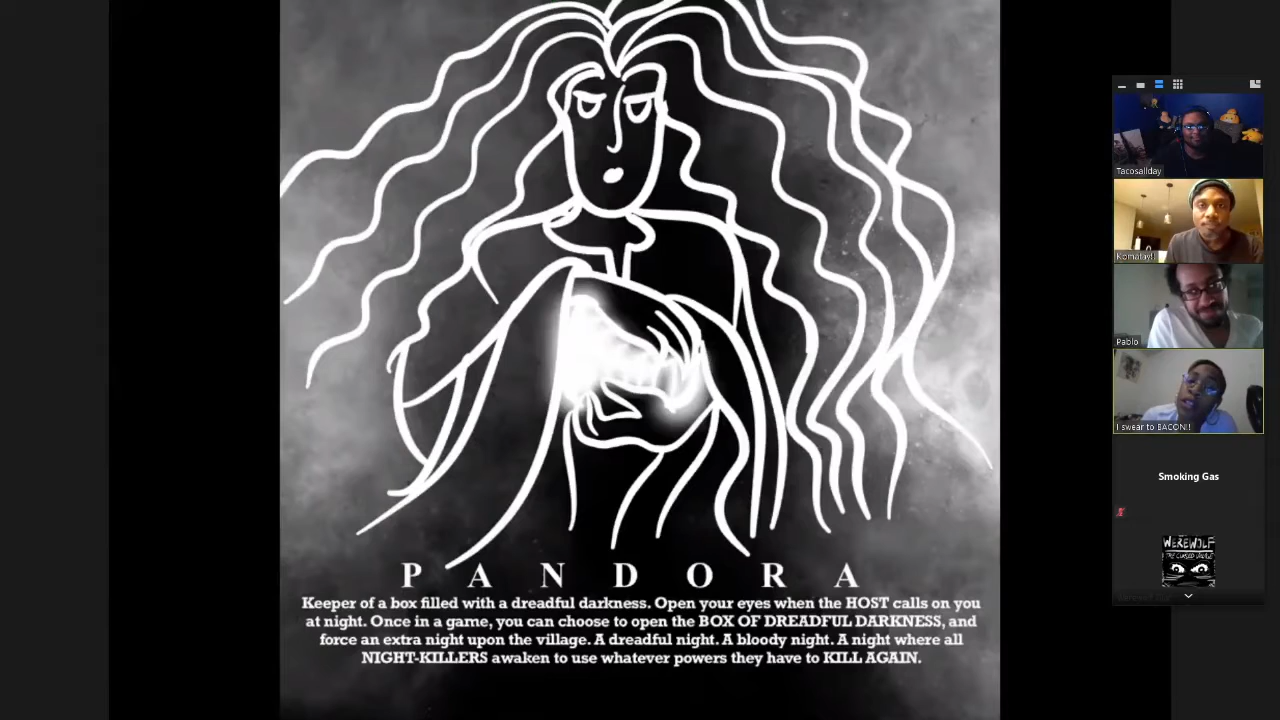 P A N D O R A
Keeper of a box filled with a dreadful darkness. Open your eyes when the HOST calls on you
at night. Once in a game, you can choose to open the BOX OF DREADFUL DARKNESS, and
force an extra night upon the village. A dreadful night. A bloody night. A night where all
NIGHT-KILLERS awaken to use whatever powers they have to KILL AGAIN.
Tacosallday
Pablo
I swear to BACON!!
Smoking Gas
WEREWOLF